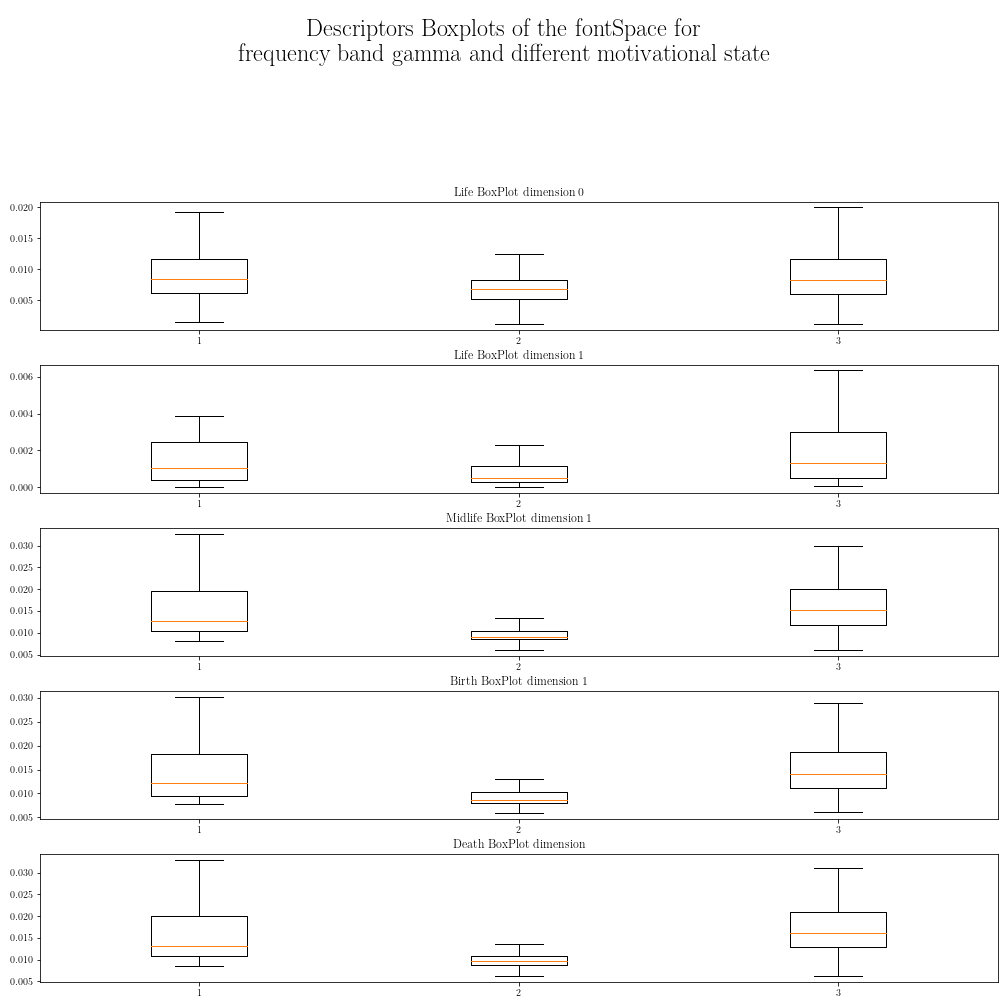 Descriptors Boxplots of the fontSpace for
frequency band gamma and different motivational state
Life BoxPlot dimension 0
0.020
0.015
0.010
0.005
1 2 3
Life BoxPlot dimension 1
0.006
0.004
0.002
0.000
1 2 3
Midlife BoxPlot dimension 1
0.030
0.025
0.020
0.015
0.010
0.005
1 2 3
Birth BoxPlot dimension 1
0.030
0.025
0.020
0.015
0.010
0.005
1 2 3
Death BoxPlot dimension
0.030
0.025
0.020
0.015
0.010
0.005
1 2 3